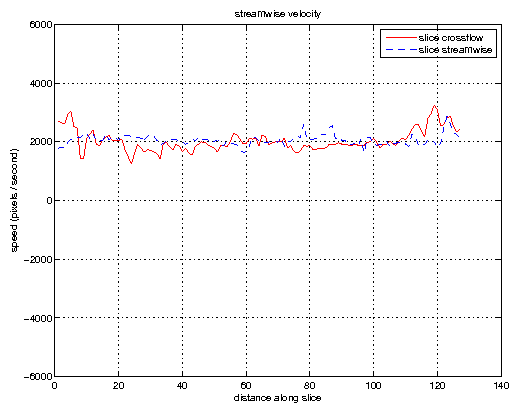 streamwise velocity
slice crossflow
slice streamwise
6000
4000
2000
0
−2000
−4000
−6000
speed (pixels / second)
0 20 40 60 80 100 120 140
distance along slice